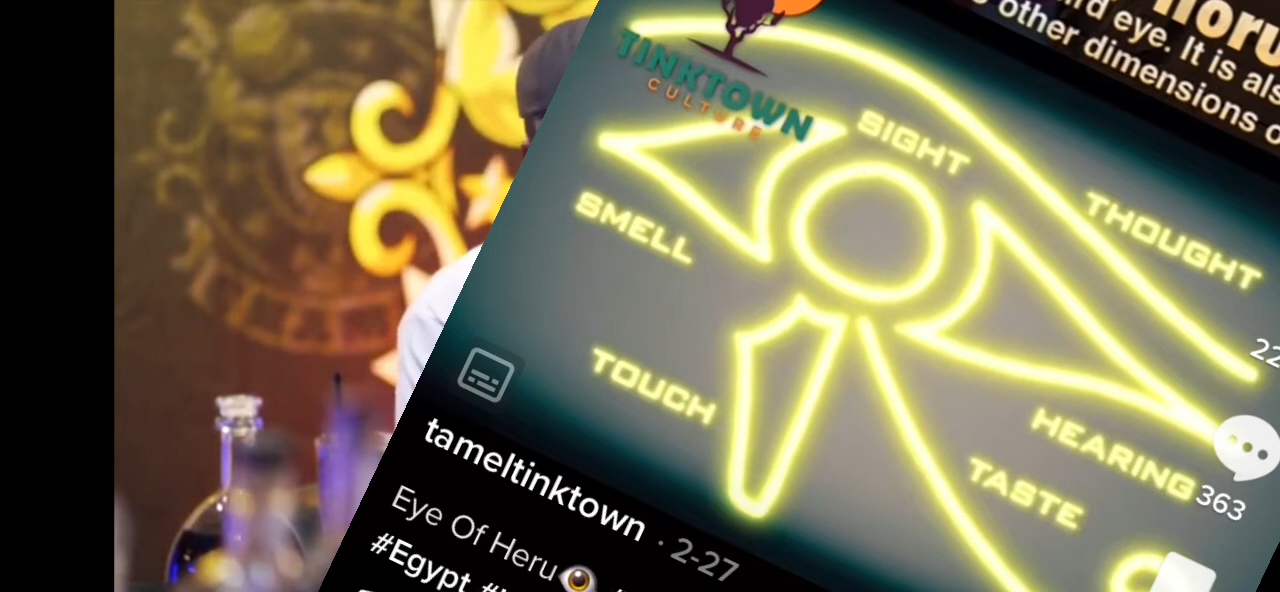 horu
rd eye. It is als
other dimensions o
TINKTOWN
CULTURE
SIGHT
THOUGHT
SMELL
22
TOUCH
HEARING
TASTE
363
tameltinktown · 2-27
Eye Of Heru👁️
#Egypt